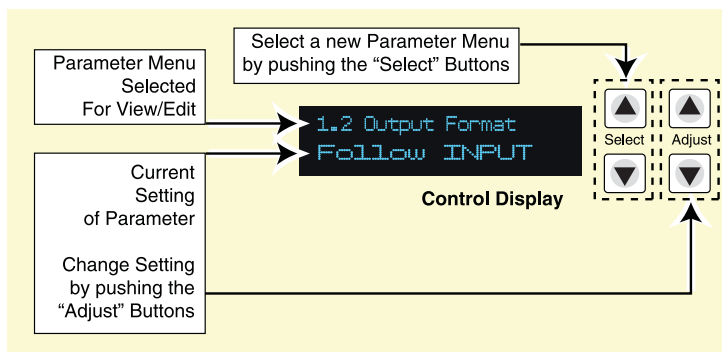 Parameter Menu
Selected
For View/Edit
Select a new Parameter Menu
by pushing the “Select” Buttons
1.2 Output Format
Follow INPUT
Control Display
Select
Adjust
Current
Setting
of Parameter
Change Setting
by pushing the
“Adjust” Buttons